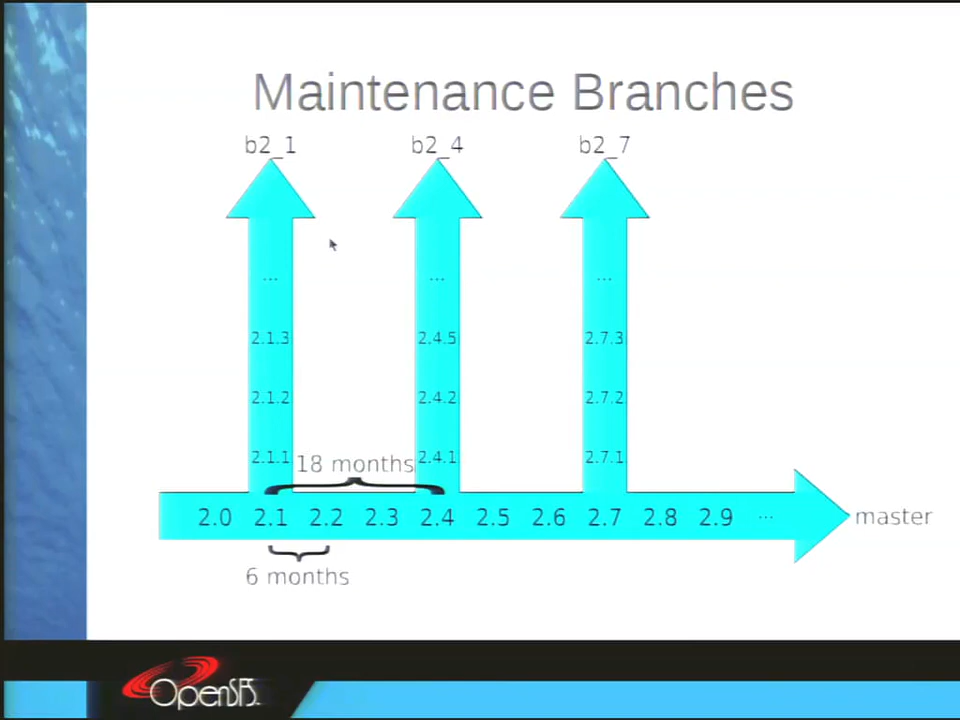 Maintenance Branches
b2_1 b2_4 b2_7
... ... ...
2.1.3 2.4.5 2.7.3
2.1.2 2.4.2 2.7.2
2.1.1 2.4.1 2.7.1
18 months
2.0 2.1 2.2 2.3 2.4 2.5 2.6 2.7 2.8 2.9 ... master
6 months
OpenSFS